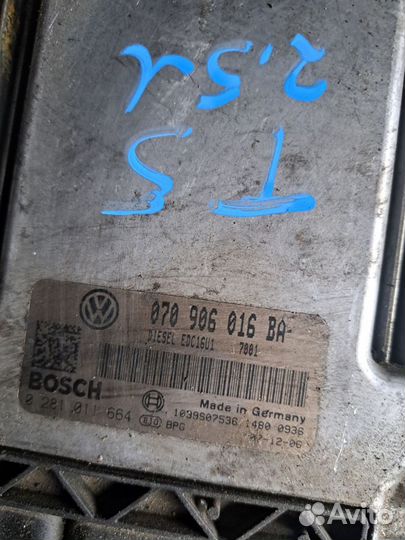 2.5л
T5
070 906 016 BA
DIESEL EDC16U1 7001
BOSCH
Made in Germany
0 281 011 664
1039S07536 1480 0936
BPG 07-12-06
Avito